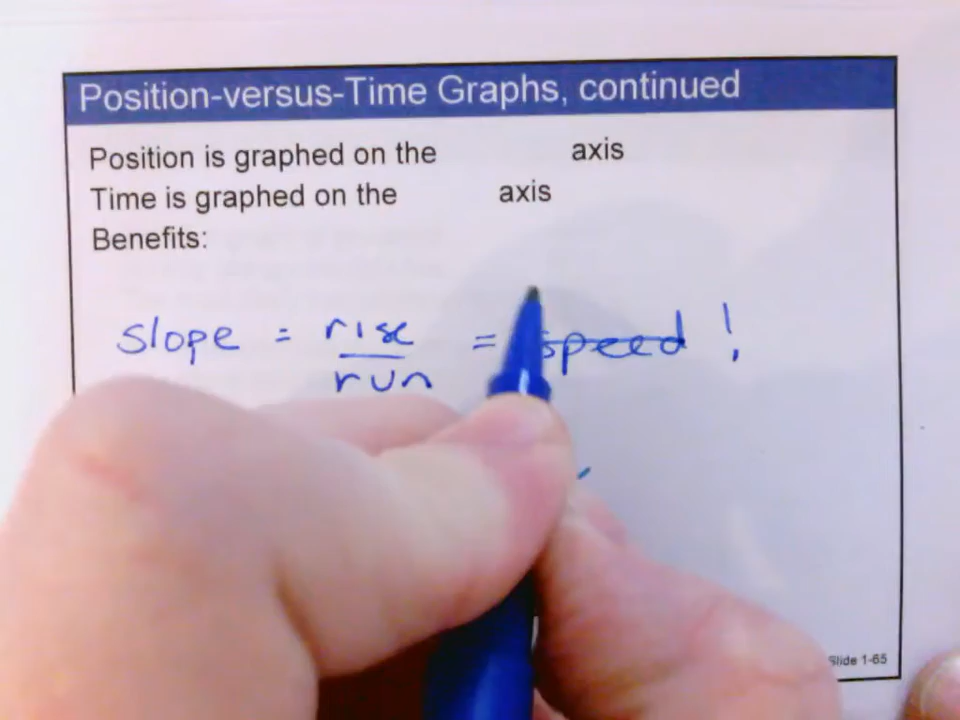 Position-versus-Time Graphs, continued
Position is graphed on the axis
Time is graphed on the axis
Benefits:
slope = rise = speed !
run
Slide 1-65